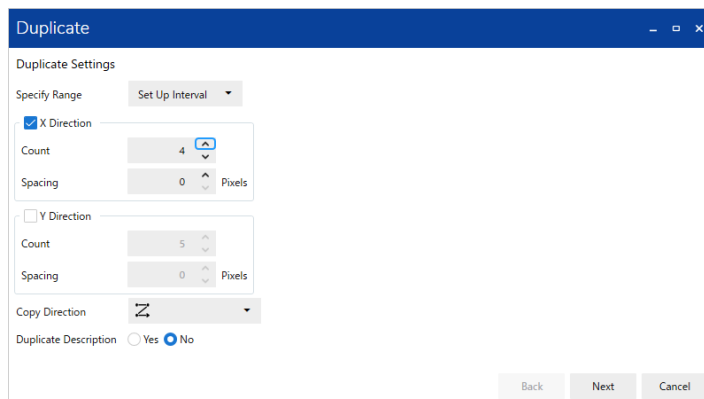 Duplicate
Duplicate Settings
Specify Range Set Up Interval
X Direction
Count 4
Spacing 0 Pixels
Y Direction
Count 5
Spacing 0 Pixels
Copy Direction
Duplicate Description Yes No
Back Next Cancel